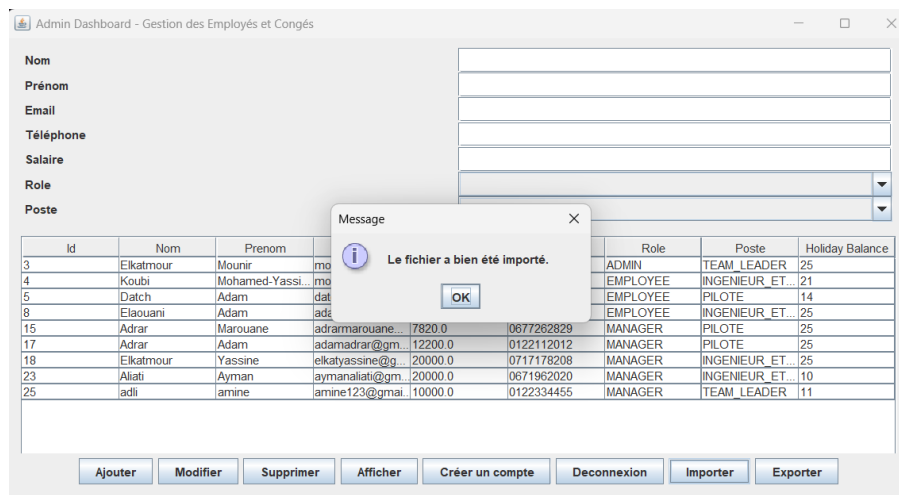 Admin Dashboard - Gestion des Employés et Congés
Nom
Prénom
Email
Téléphone
Salaire
Role
Poste
Message
Le fichier a bien été importé.
OK
Id Nom Prenom Role Poste Holiday Balance
3 Elkatmour Mounir mo ADMIN TEAM_LEADER 25
4 Koubi Mohamed-Yassi... mo EMPLOYEE INGENIEUR_ET... 21
5 Datch Adam dat EMPLOYEE PILOTE 14
8 Elaouani Adam ada EMPLOYEE INGENIEUR_ET... 25
15 Adrar Marouane adrarmarouane... 7820.0 0677262829 MANAGER PILOTE 25
17 Adrar Adam adamadrar@gm... 12200.0 0122112012 MANAGER PILOTE 25
18 Elkatmour Yassine elkatyassine@g... 20000.0 0717178208 MANAGER INGENIEUR_ET... 25
23 Aliati Ayman aymanaliati@gm... 20000.0 0671962020 MANAGER INGENIEUR_ET... 10
25 adli amine amine123@gmai... 10000.0 0122334455 MANAGER TEAM_LEADER 11
Ajouter Modifier Supprimer Afficher Créer un compte Deconnexion Importer Exporter